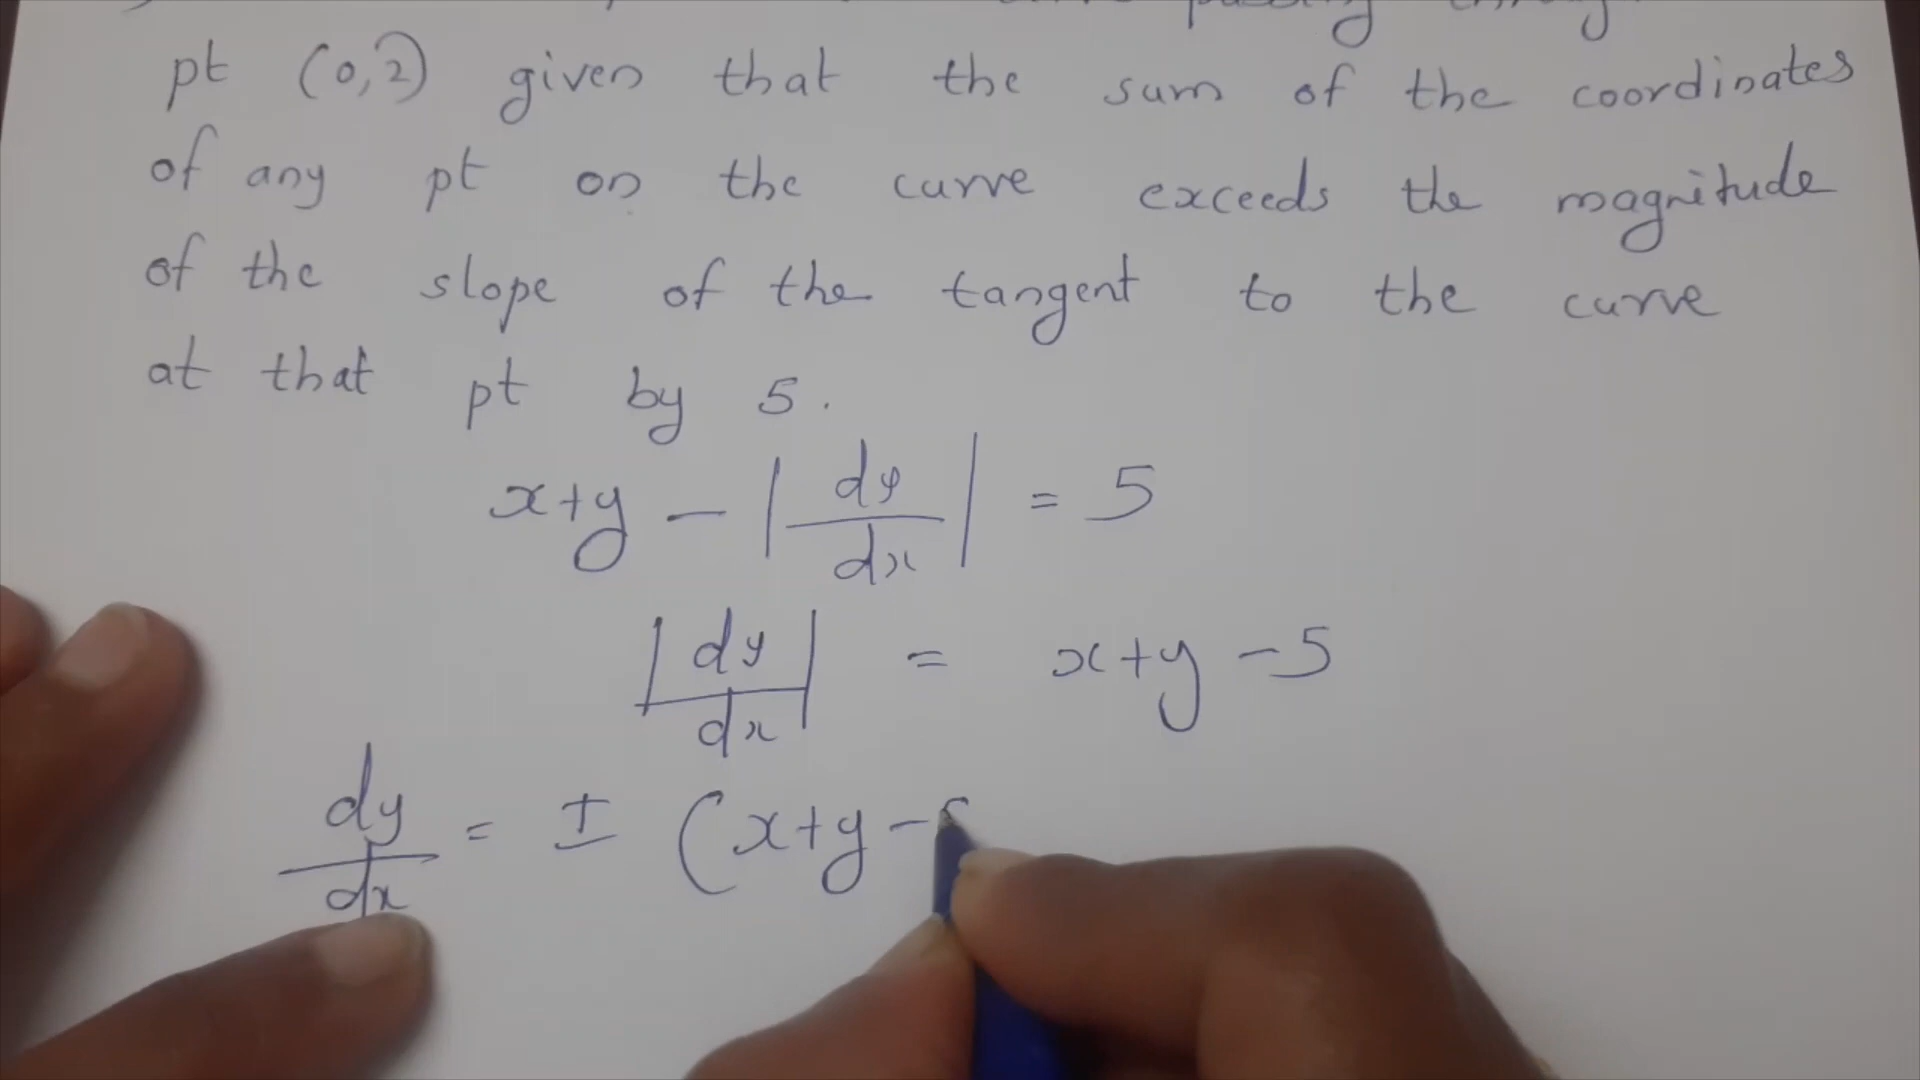 passing
pt (0,2) given that the sum of the coordinates
of any pt on the curve exceeds the magnitude
of the slope of the tangent to the curve
at that pt by 5.
x+y - |dy/dx| = 5
|dy/dx| = x+y-5
dy/dx = ± (x+y-5